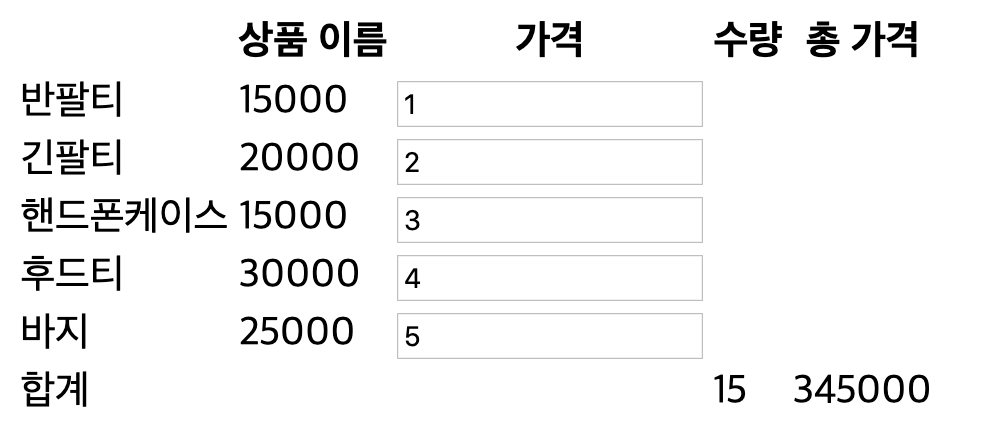 상품 이름 가격 수량 총 가격
반팔티 15000 1
긴팔티 20000 2
핸드폰케이스 15000 3
후드티 30000 4
바지 25000 5
합계 15 345000